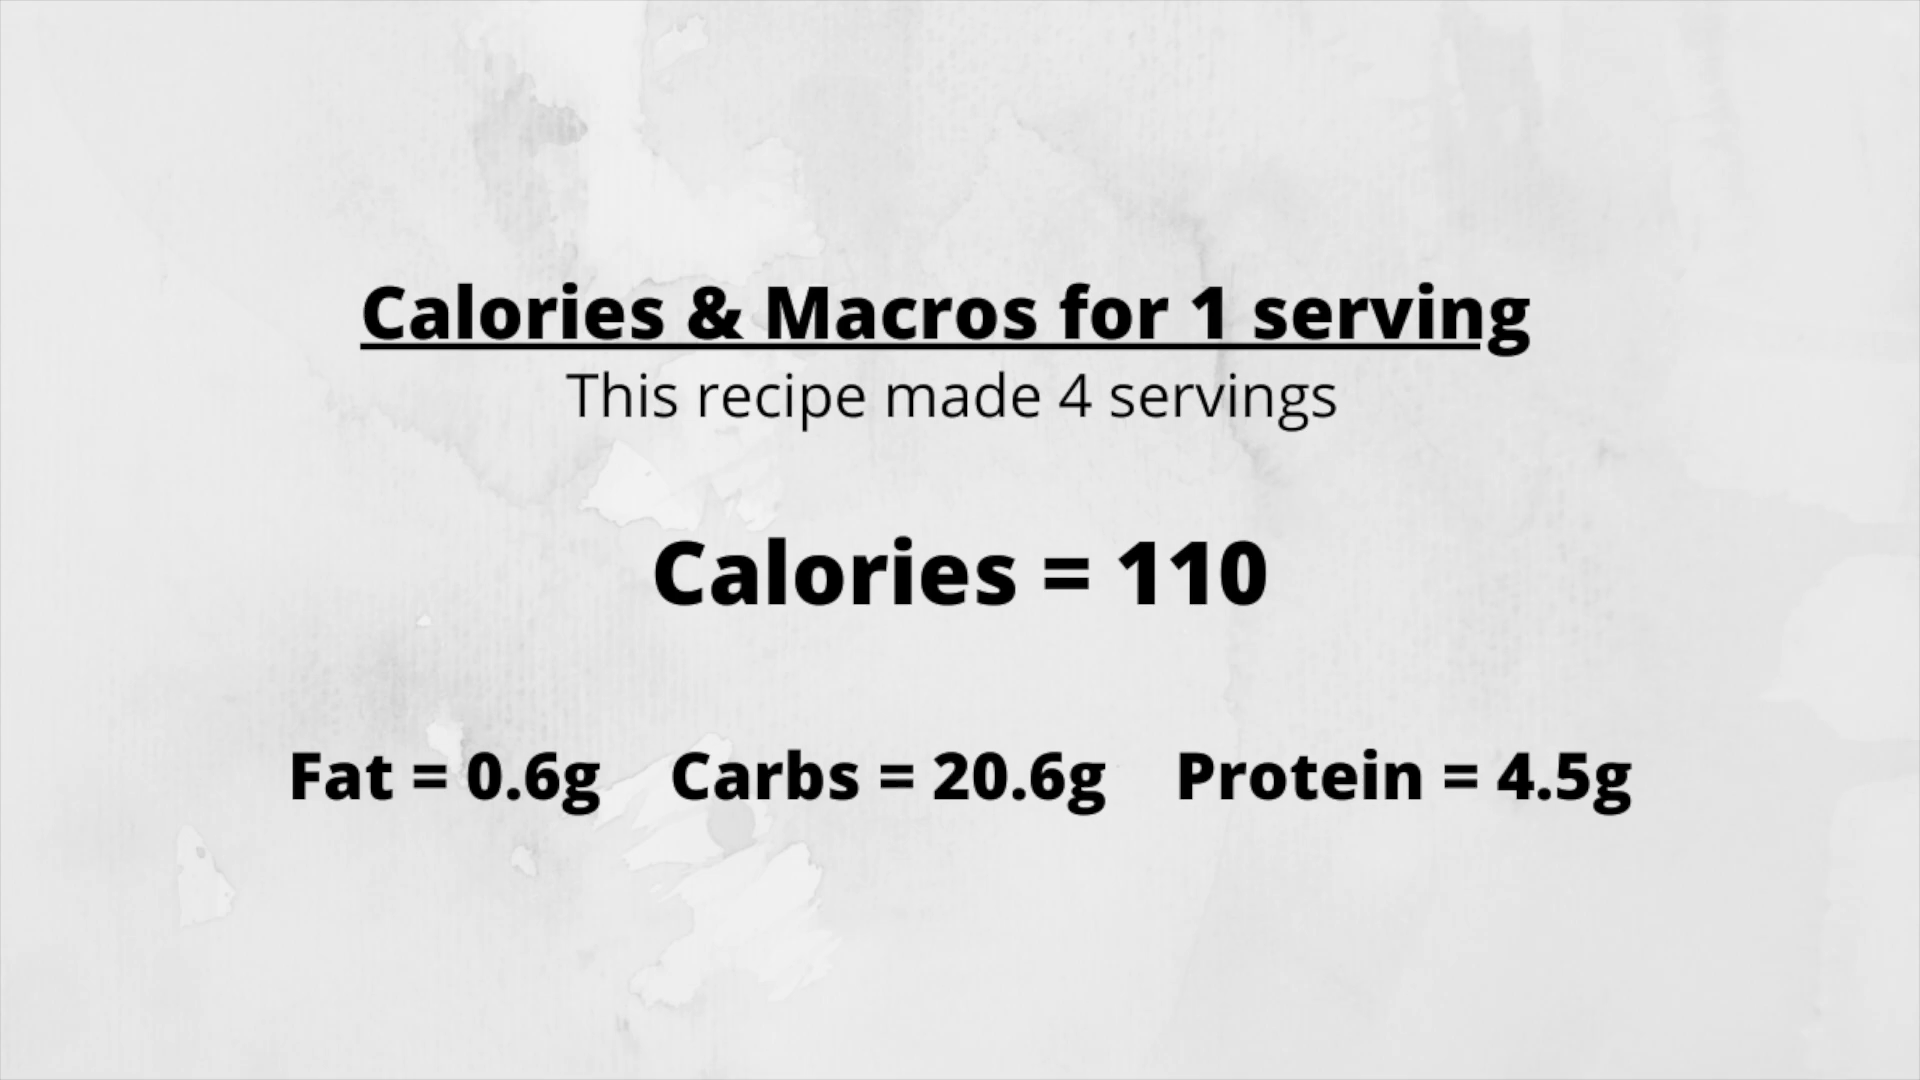 Calories & Macros for 1 serving
This recipe made 4 servings
Calories = 110
Fat = 0.6g Carbs = 20.6g Protein = 4.5g